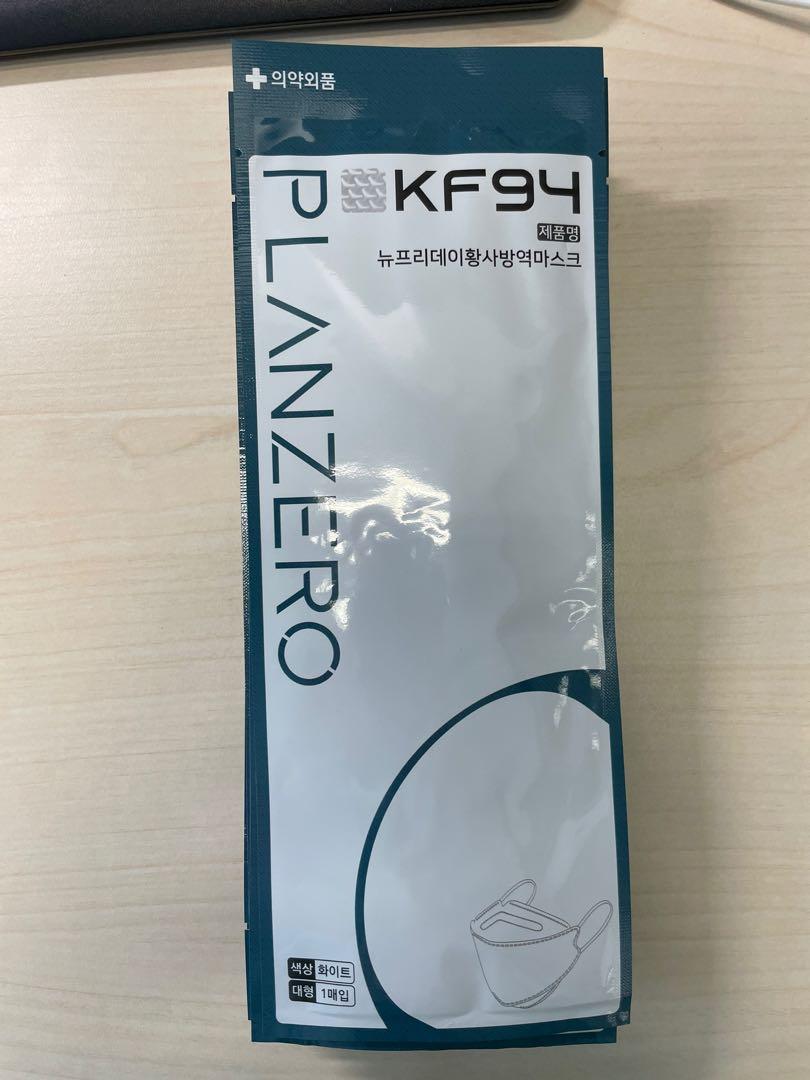 의약외품
KF94
제품명
뉴프리데이황사방역마스크
PLANZERO
색상 화이트
대형 1매입